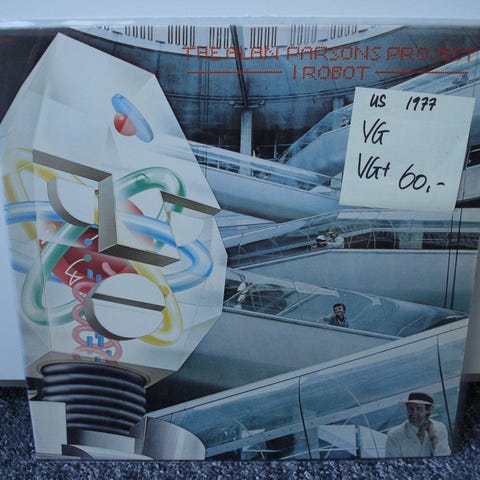 THE ALAN PARSONS PROJECT
I ROBOT
US 1977
VG
VG+ 60,-